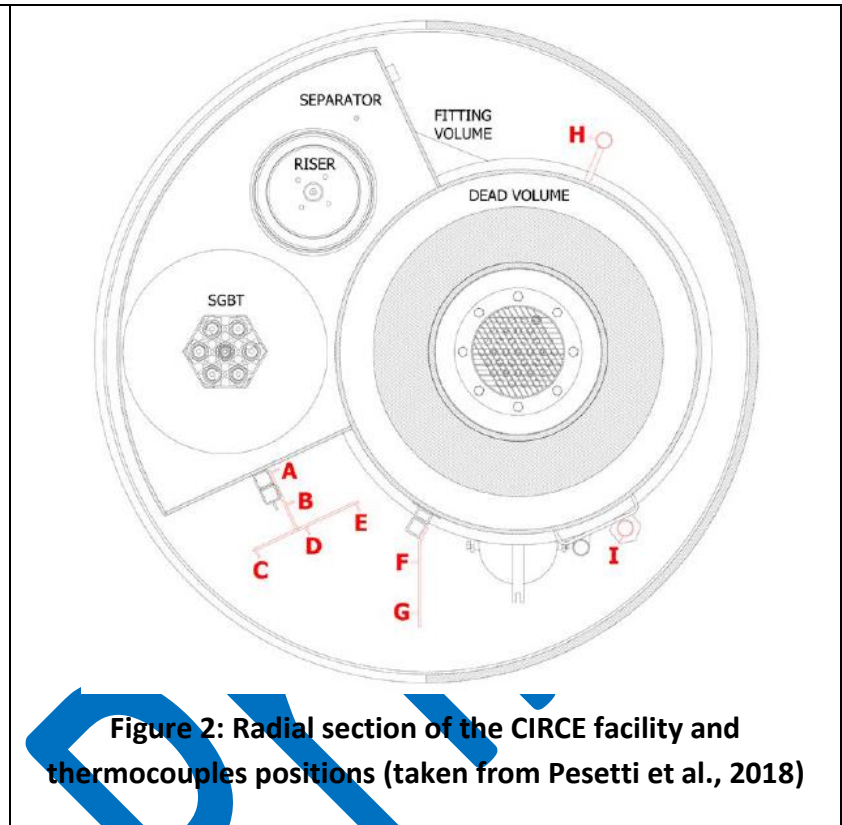 SEPARATOR
FITTING
VOLUME
H
RISER
DEAD VOLUME
SGBT
A
B
E
D
C
F
I
G
Figure 2: Radial section of the CIRCE facility and
thermocouples positions (taken from Pesetti et al., 2018)